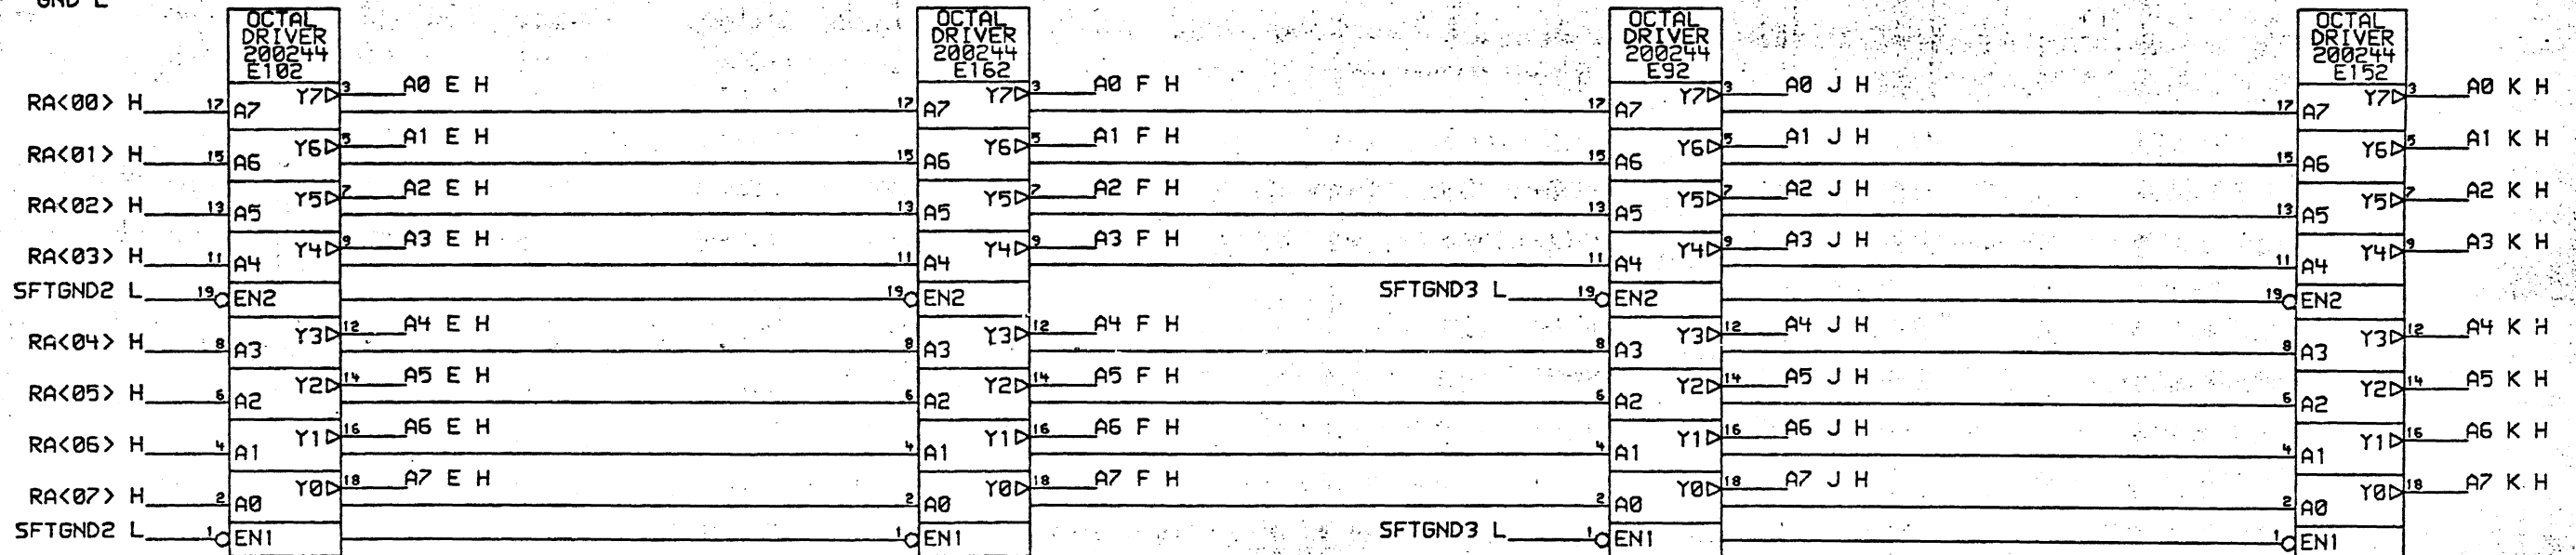 GND L
OCTAL DRIVER 200244 E102
OCTAL DRIVER 200244 E162
OCTAL DRIVER 200244 E92
OCTAL DRIVER 200244 E152
RA<00> H 17 A7 Y7 3 A0 E H 17 A7 Y7 3 A0 F H 17 A7 Y7 3 A0 J H 17 A7 Y7 3 A0 K H
RA<01> H 15 A6 Y6 5 A1 E H 15 A6 Y6 5 A1 F H 15 A6 Y6 5 A1 J H 15 A6 Y6 5 A1 K H
RA<02> H 13 A5 Y5 7 A2 E H 13 A5 Y5 7 A2 F H 13 A5 Y5 7 A2 J H 13 A5 Y5 7 A2 K H
RA<03> H 11 A4 Y4 9 A3 E H 11 A4 Y4 9 A3 F H 11 A4 Y4 9 A3 J H 11 A4 Y4 9 A3 K H
SFTGND2 L 19 EN2 19 EN2 SFTGND3 L 19 EN2 19 EN2
RA<04> H 8 A3 Y3 12 A4 E H 8 A3 Y3 12 A4 F H 8 A3 Y3 12 A4 J H 8 A3 Y3 12 A4 K H
RA<05> H 6 A2 Y2 14 A5 E H 6 A2 Y2 14 A5 F H 6 A2 Y2 14 A5 J H 6 A2 Y2 14 A5 K H
RA<06> H 4 A1 Y1 16 A6 E H 4 A1 Y1 16 A6 F H 4 A1 Y1 16 A6 J H 4 A1 Y1 16 A6 K H
RA<07> H 2 A0 Y0 18 A7 E H 2 A0 Y0 18 A7 F H 2 A0 Y0 18 A7 J H 2 A0 Y0 18 A7 K H
SFTGND2 L 1 EN1 1 EN1 SFTGND3 L 1 EN1 1 EN1